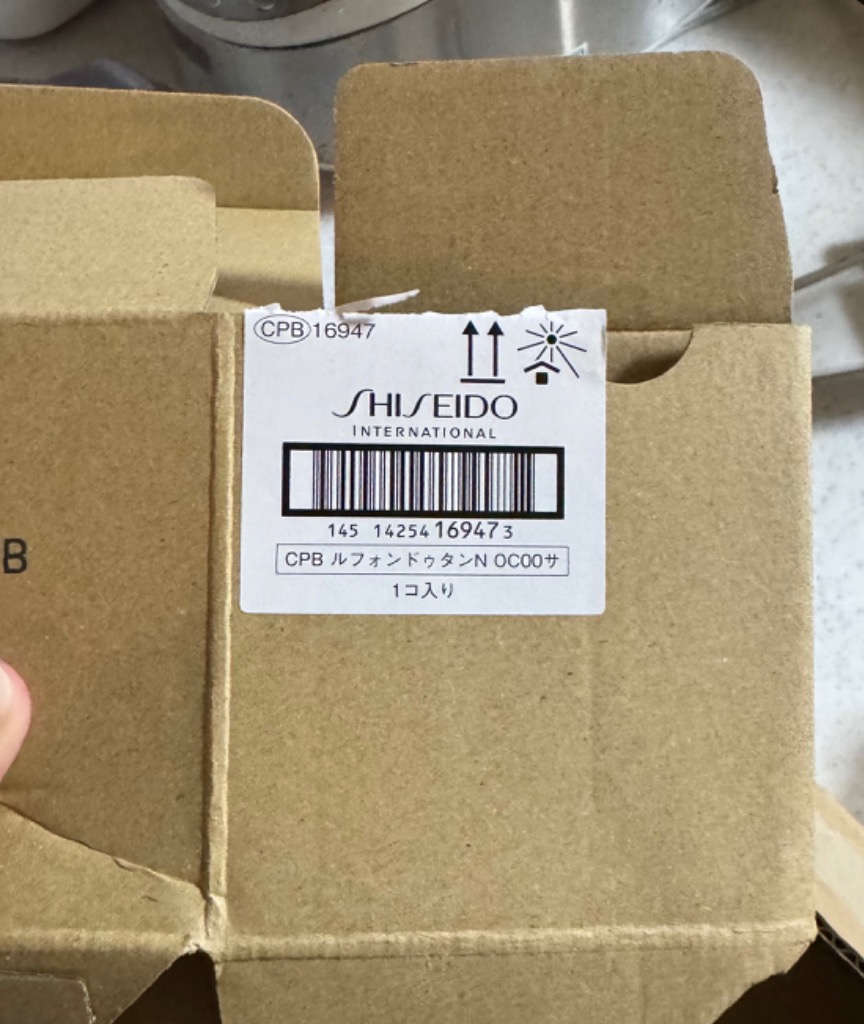 CPB 16947
SHISEIDO
INTERNATIONAL
145 14254 16947 3
CPB ルフォンドゥタンN OC00サ
1コ入り
B